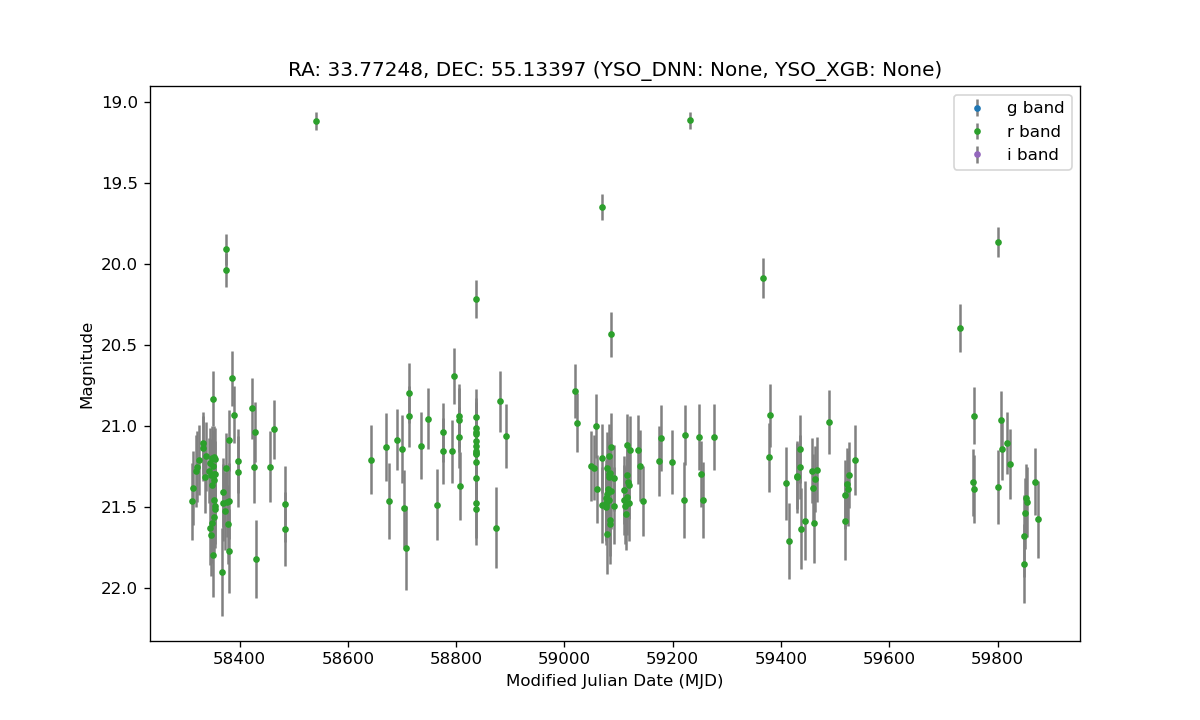 RA: 33.77248, DEC: 55.13397 (YSO_DNN: None, YSO_XGB: None)
g band
r band
i band
19.0
19.5
20.0
20.5
21.0
21.5
22.0
Magnitude
58400 58600 58800 59000 59200 59400 59600 59800
Modified Julian Date (MJD)